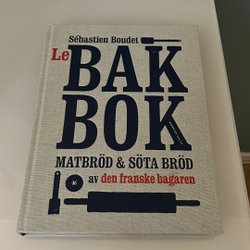 Sébastien Boudet
Le BAK
BOK
MATBRÖD & SÖTA BRÖD
av den franske bagaren